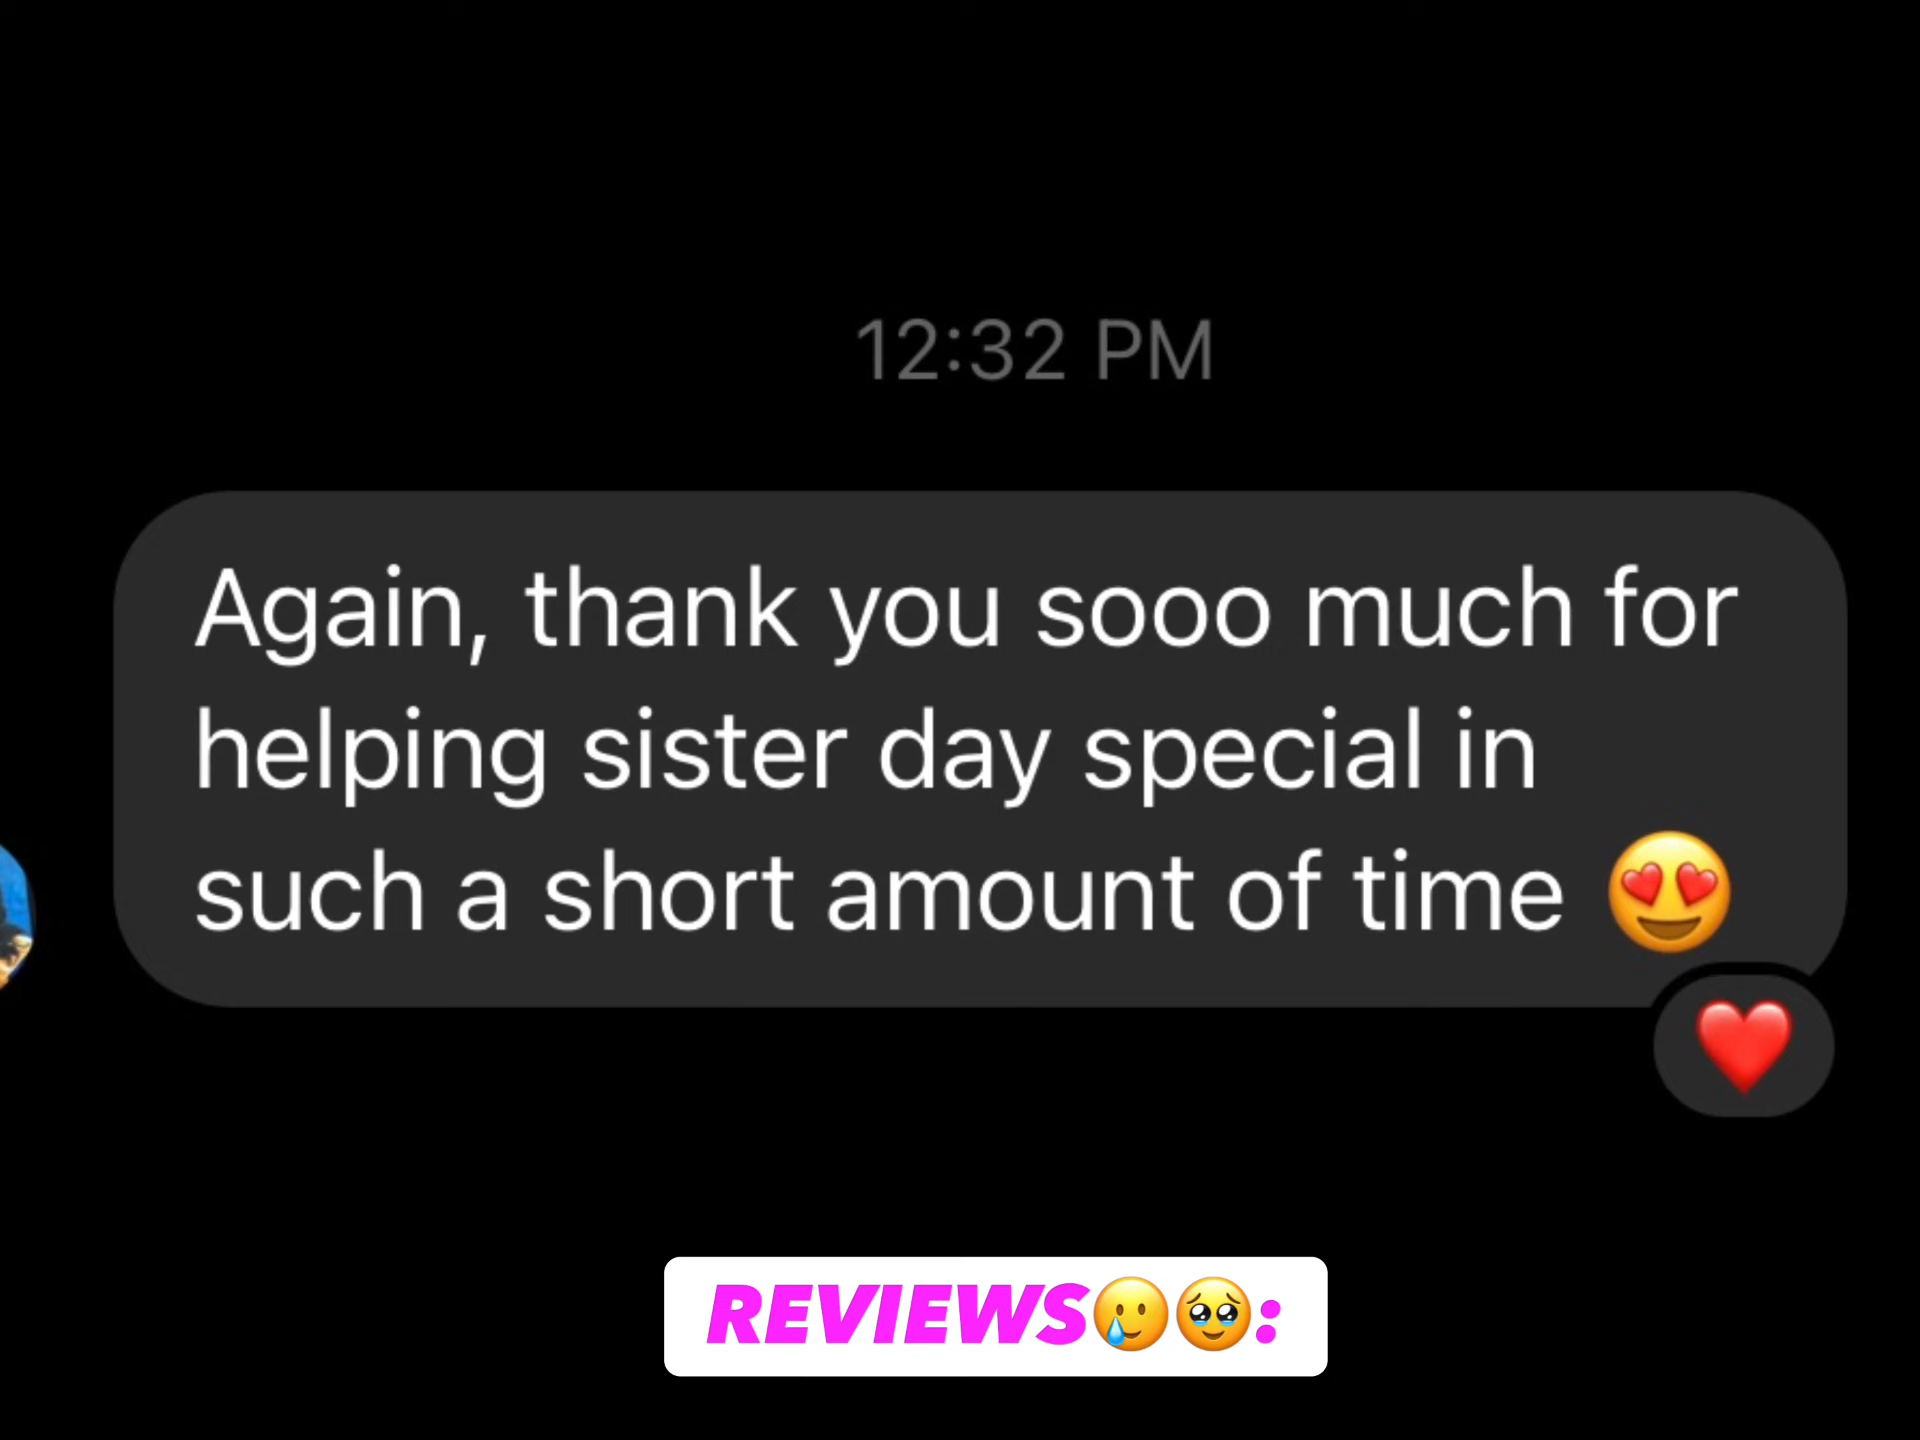 12:32 PM
Again, thank you sooo much for
helping sister day special in
such a short amount of time 😍
❤️
REVIEWS🥲🥹: